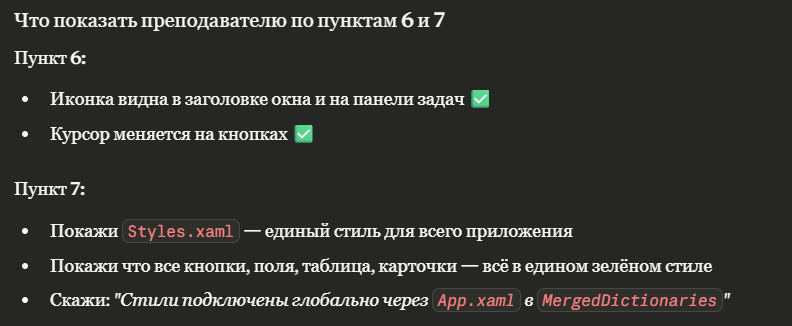 Что показать преподавателю по пунктам 6 и 7
Пункт 6:
• Иконка видна в заголовке окна и на панели задач ✅
• Курсор меняется на кнопках ✅
Пункт 7:
• Покажи Styles.xaml — единый стиль для всего приложения
• Покажи что все кнопки, поля, таблица, карточки — всё в едином зелёном стиле
• Скажи: "Стили подключены глобально через App.xaml в MergedDictionaries"